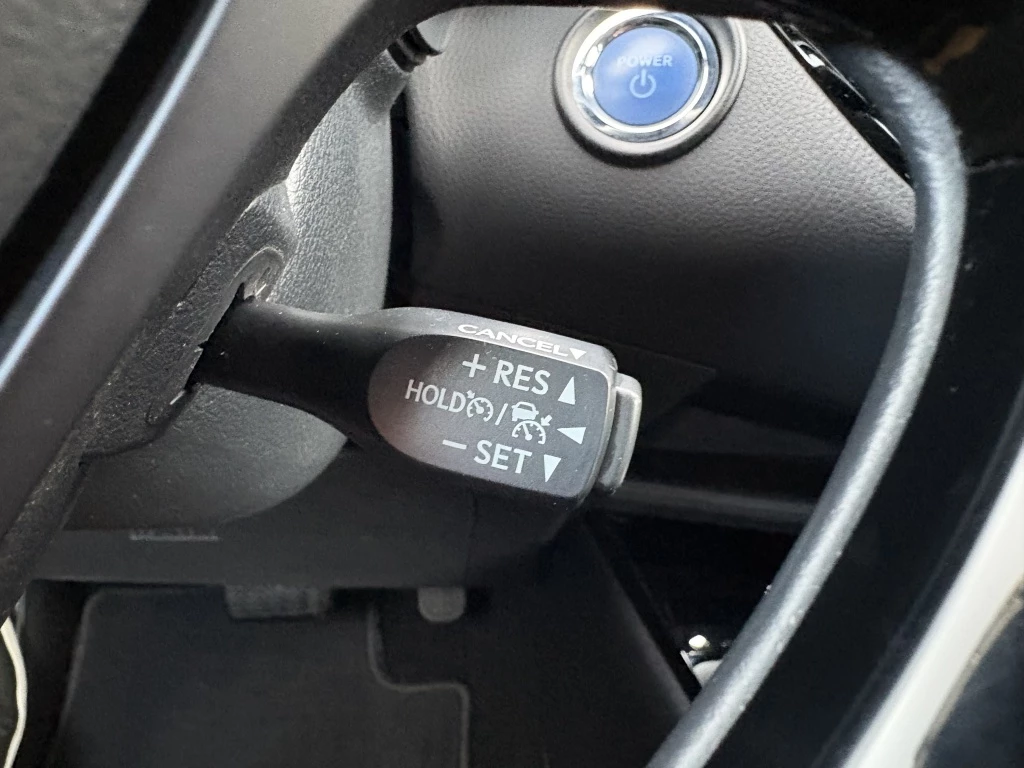 POWER
CANCEL▼
+ RES ▲
HOLD / ◀
− SET ▼